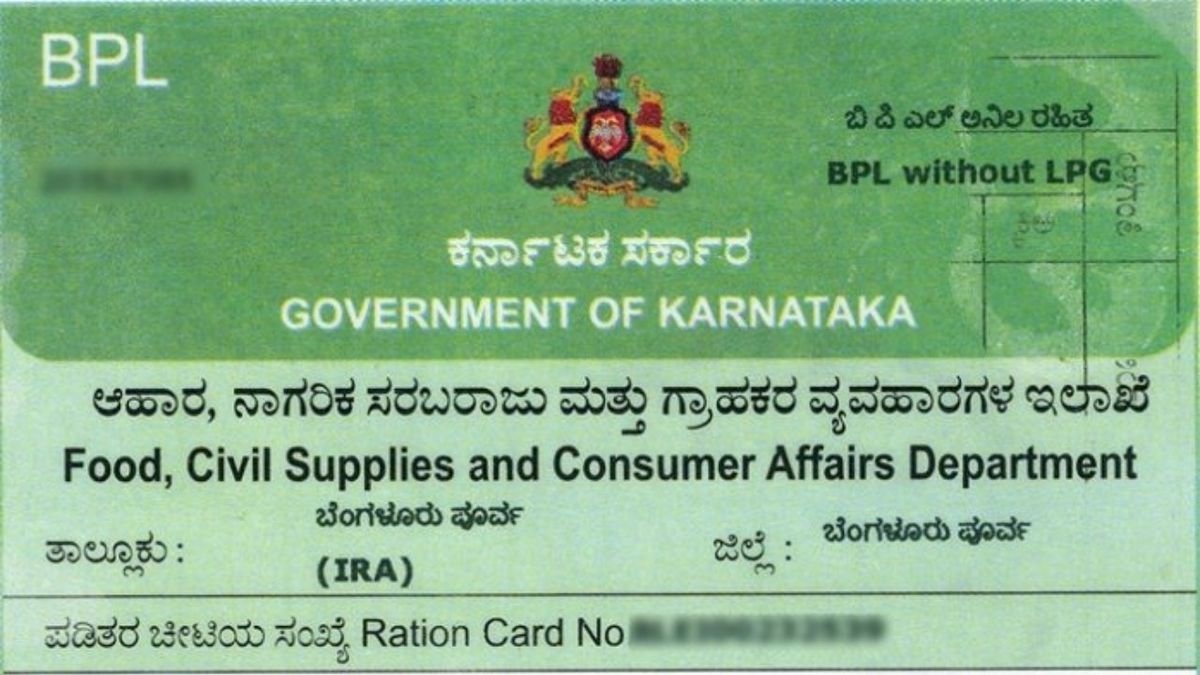 BPL
ಬಿ ಪಿ ಎಲ್ ಅನಿಲ ರಹಿತ
BPL without LPG
ಕರ್ನಾಟಕ ಸರ್ಕಾರ
GOVERNMENT OF KARNATAKA
ಆಹಾರ, ನಾಗರಿಕ ಸರಬರಾಜು ಮತ್ತು ಗ್ರಾಹಕರ ವ್ಯವಹಾರಗಳ ಇಲಾಖೆ
Food, Civil Supplies and Consumer Affairs Department
ತಾಲ್ಲೂಕು : ಬೆಂಗಳೂರು ಪೂರ್ವ (IRA) ಜಿಲ್ಲೆ : ಬೆಂಗಳೂರು ಪೂರ್ವ
ಪಡಿತರ ಚೀಟಿಯ ಸಂಖ್ಯೆ Ration Card No